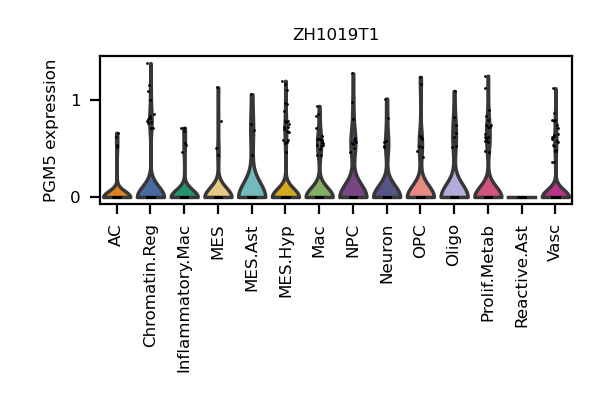 ZH1019T1
PGM5 expression
1
0
AC
Chromatin.Reg
Inflammatory.Mac
MES
MES.Ast
MES.Hyp
Mac
NPC
Neuron
OPC
Oligo
Prolif.Metab
Reactive.Ast
Vasc